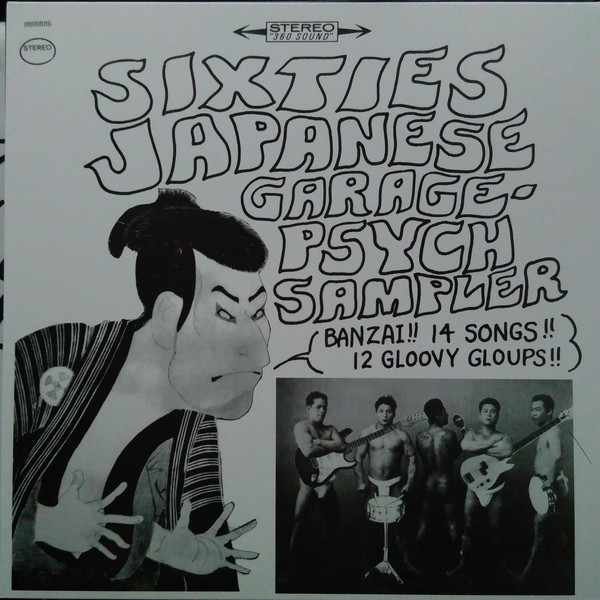 STEREO
"360 SOUND"
STEREO
SIXTIES
JAPANESE
GARAGE-
PSYCH
SAMPLER
BANZAI!! 14 SONGS!!
12 GLOOVY GLOUPS!!